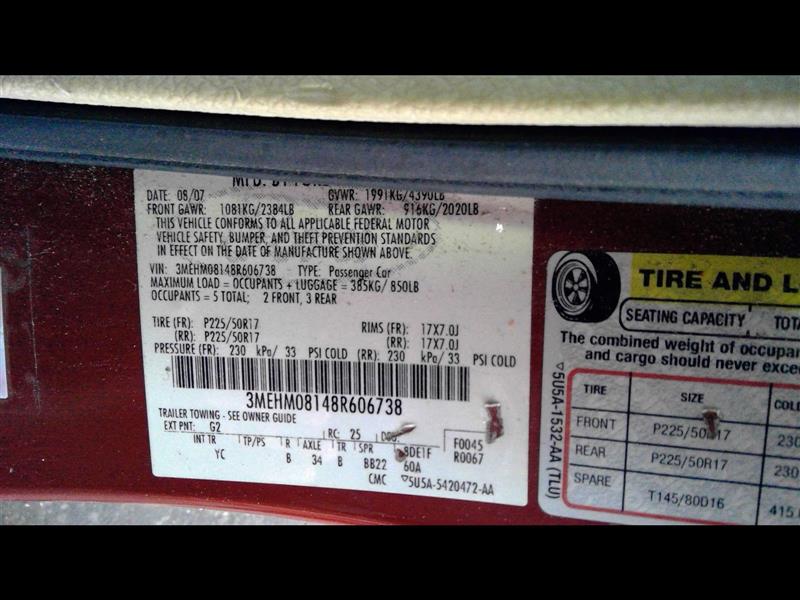 MFD. BY FORD
DATE: 08/07 GVWR: 1991KG/4390LB
FRONT GAWR: 1081KG/2384LB REAR GAWR: 916KG/2020LB
THIS VEHICLE CONFORMS TO ALL APPLICABLE FEDERAL MOTOR
VEHICLE SAFETY, BUMPER, AND THEFT PREVENTION STANDARDS
IN EFFECT ON THE DATE OF MANUFACTURE SHOWN ABOVE.
VIN: 3MEHM08148R606738 TYPE: Passenger Car
MAXIMUM LOAD = OCCUPANTS + LUGGAGE = 385KG/ 850LB
OCCUPANTS = 5 TOTAL; 2 FRONT, 3 REAR
TIRE (FR): P225/50R17 RIMS (FR): 17X7.0J
(RR): P225/50R17 (RR): 17X7.0J
PRESSURE (FR): 230 kPa/ 33 PSI COLD (RR): 230 kPa/ 33 PSI COLD
3MEHM08148R606738
TRAILER TOWING - SEE OWNER GUIDE
EXT PNT: G2 RC: 25 F0045
R0067
INT TR TP/PS R AXLE TR SPR 8DE1F
YC B 34 B BB22 60A
CMC ▽5U5A-5420472-AA
TIRE AND L
SEATING CAPACITY TOTA
The combined weight of occupan
and cargo should never exce
TIRE SIZE COL
FRONT P225/50R17 230
REAR P225/50R17 230
SPARE T145/80D16 415
▽5U5A-1532-AA (TLU)